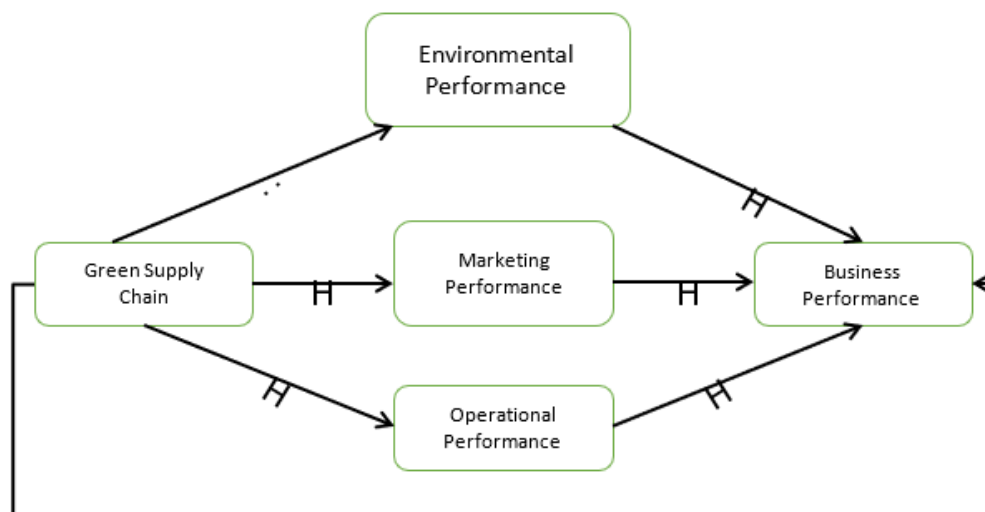 Environmental
Performance
H
Green Supply
Chain
H
Marketing
Performance
H
Business
Performance
H
Operational
Performance
H